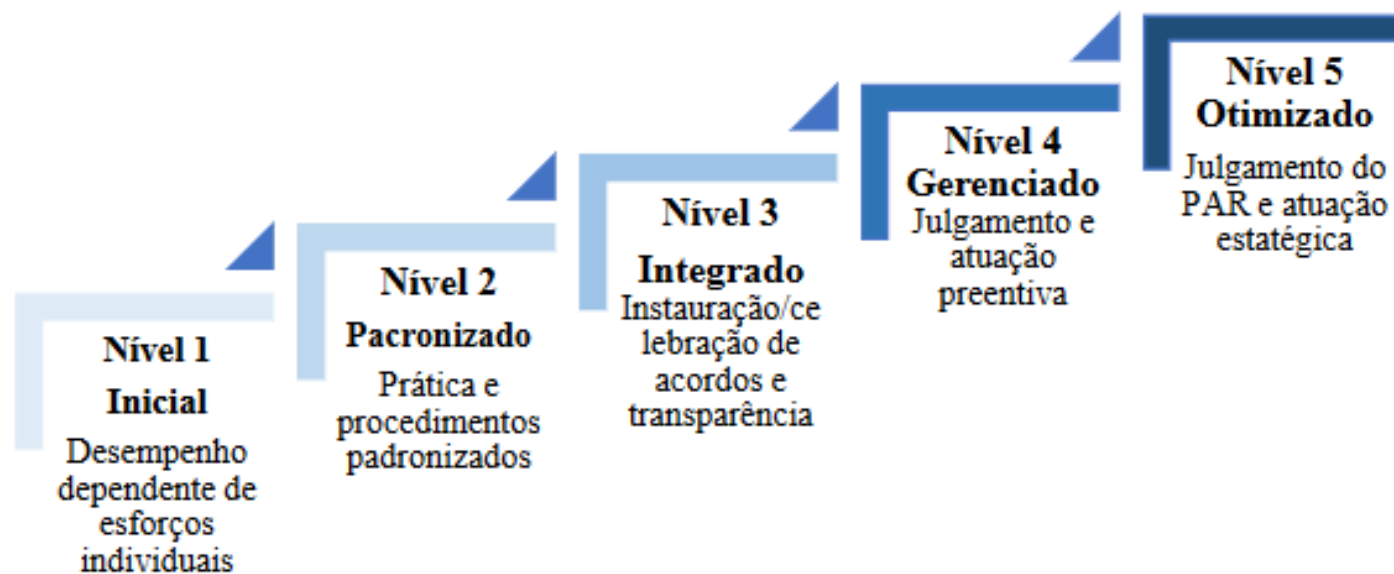 Nível 1
Inicial
Desempenho
dependente de
esforços
individuais
Nível 2
Pacronizado
Prática e
procedimentos
padronizados
Nível 3
Integrado
Instauração/ce
lebração de
acordos e
transparência
Nível 4
Gerenciado
Julgamento e
atuação
preentiva
Nível 5
Otimizado
Julgamento do
PAR e atuação
estatégica